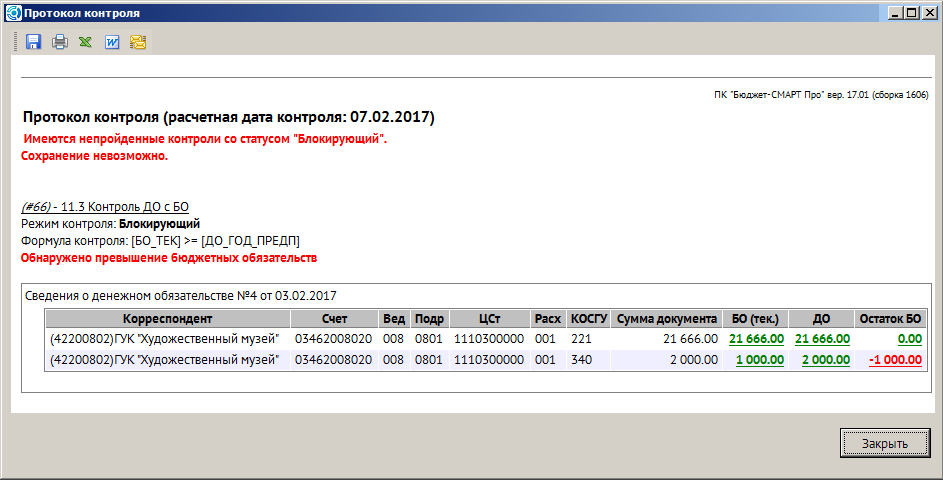 Протокол контроля
ПК "Бюджет-СМАРТ Про" вер. 17.01 (сборка 1606)
Протокол контроля (расчетная дата контроля: 07.02.2017)
Имеются непройденные контроли со статусом "Блокирующий".
Сохранение невозможно.
(#66) - 11.3 Контроль ДО с БО
Режим контроля: Блокирующий
Формула контроля: [БО_ТЕК] >= [ДО_ГОД_ПРЕДП]
Обнаружено превышение бюджетных обязательств
Сведения о денежном обязательстве №4 от 03.02.2017
Корреспондент Счет Вед Подр ЦСт Расх КОСГУ Сумма документа БО (тек.) ДО Остаток БО
(42200802)ГУК "Художественный музей" 03462008020 008 0801 1110300000 001 221 21 666.00 21 666.00 21 666.00 0.00
(42200802)ГУК "Художественный музей" 03462008020 008 0801 1110300000 001 340 2 000.00 1 000.00 2 000.00 -1 000.00
Закрыть